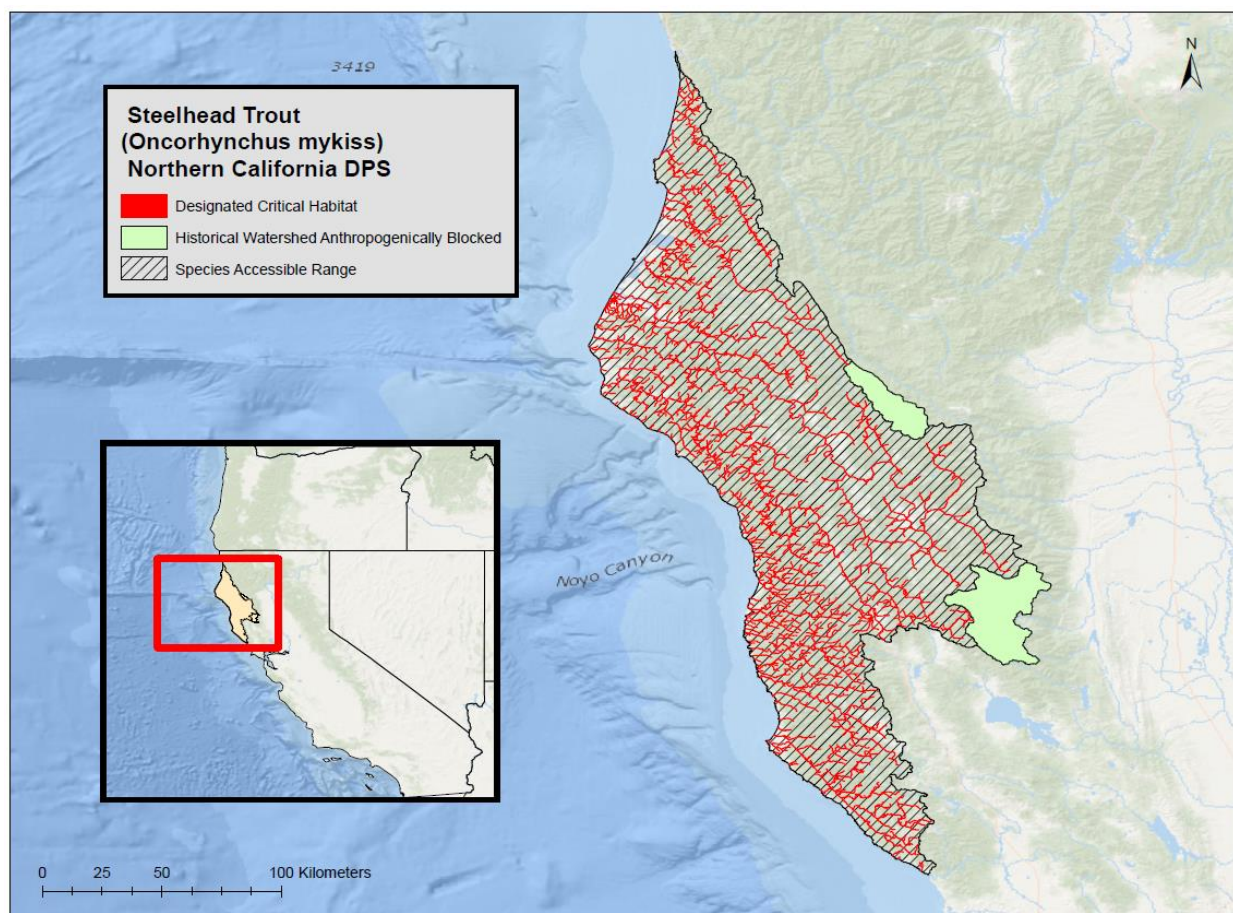 3419
N
Steelhead Trout
(Oncorhynchus mykiss)
Northern California DPS
Designated Critical Habitat
Historical Watershed Anthropogenically Blocked
Species Accessible Range
Noyo Canyon
0 25 50 100 Kilometers